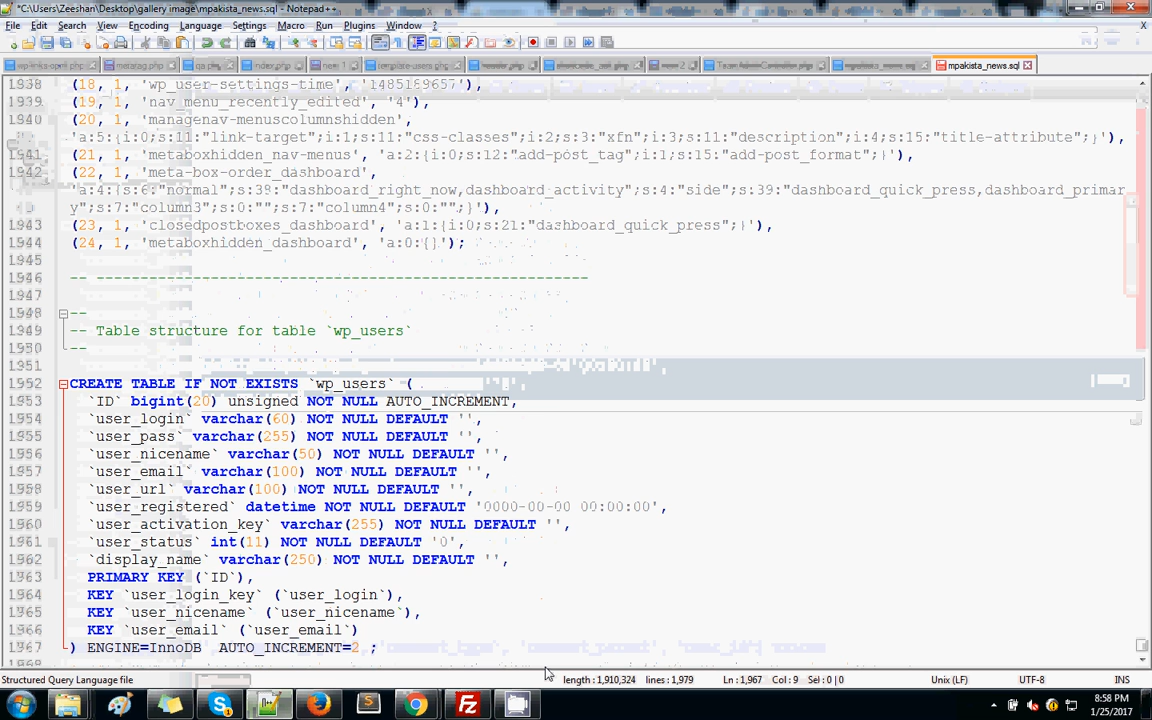 *C:\Users\Zeeshan\Desktop\gallery image\mpakista_news.sql - Notepad++
File Edit Search View Encoding Language Settings Macro Run Plugins Window ?
X
index.php
mpakista_news.sql
1938 (18, 1, 'wp_user-settings-time', '1485189657'),
1939 (19, 1, 'nav_menu_recently_edited', '4'),
1940 (20, 1, 'managenav-menuscolumnshidden',
'a:5:{i:0;s:11:"link-target";i:1;s:11:"css-classes";i:2;s:3:"xfn";i:3;s:11:"description";i:4;s:15:"title-attribute";}'),
1941 (21, 1, 'metaboxhidden_nav-menus', 'a:2:{i:0;s:12:"add-post_tag";i:1;s:15:"add-post_format";}'),
1942 (22, 1, 'meta-box-order_dashboard',
'a:4:{s:6:"normal";s:39:"dashboard_right_now,dashboard_activity";s:4:"side";s:39:"dashboard_quick_press,dashboard_primar
y";s:7:"column3";s:0:"";s:7:"column4";s:0:"";}'),
1943 (23, 1, 'closedpostboxes_dashboard', 'a:1:{i:0;s:21:"dashboard_quick_press";}'),
1944 (24, 1, 'metaboxhidden_dashboard', 'a:0:{}');
1945
1946 -- --------------------------------------------------------
1947
1948 --
1949 -- Table structure for table `wp_users`
1950 --
1951
1952 CREATE TABLE IF NOT EXISTS `wp_users` (
1953 `ID` bigint(20) unsigned NOT NULL AUTO_INCREMENT,
1954 `user_login` varchar(60) NOT NULL DEFAULT '',
1955 `user_pass` varchar(255) NOT NULL DEFAULT '',
1956 `user_nicename` varchar(50) NOT NULL DEFAULT '',
1957 `user_email` varchar(100) NOT NULL DEFAULT '',
1958 `user_url` varchar(100) NOT NULL DEFAULT '',
1959 `user_registered` datetime NOT NULL DEFAULT '0000-00-00 00:00:00',
1960 `user_activation_key` varchar(255) NOT NULL DEFAULT '',
1961 `user_status` int(11) NOT NULL DEFAULT '0',
1962 `display_name` varchar(250) NOT NULL DEFAULT '',
1963 PRIMARY KEY (`ID`),
1964 KEY `user_login_key` (`user_login`),
1965 KEY `user_nicename` (`user_nicename`),
1966 KEY `user_email` (`user_email`)
1967 ) ENGINE=InnoDB AUTO_INCREMENT=2 ;
1968
Structured Query Language file length : 1,910,324 lines : 1,979 Ln : 1,967 Col : 9 Sel : 0 | 0 Unix (LF) UTF-8 INS
8:58 PM
1/25/2017